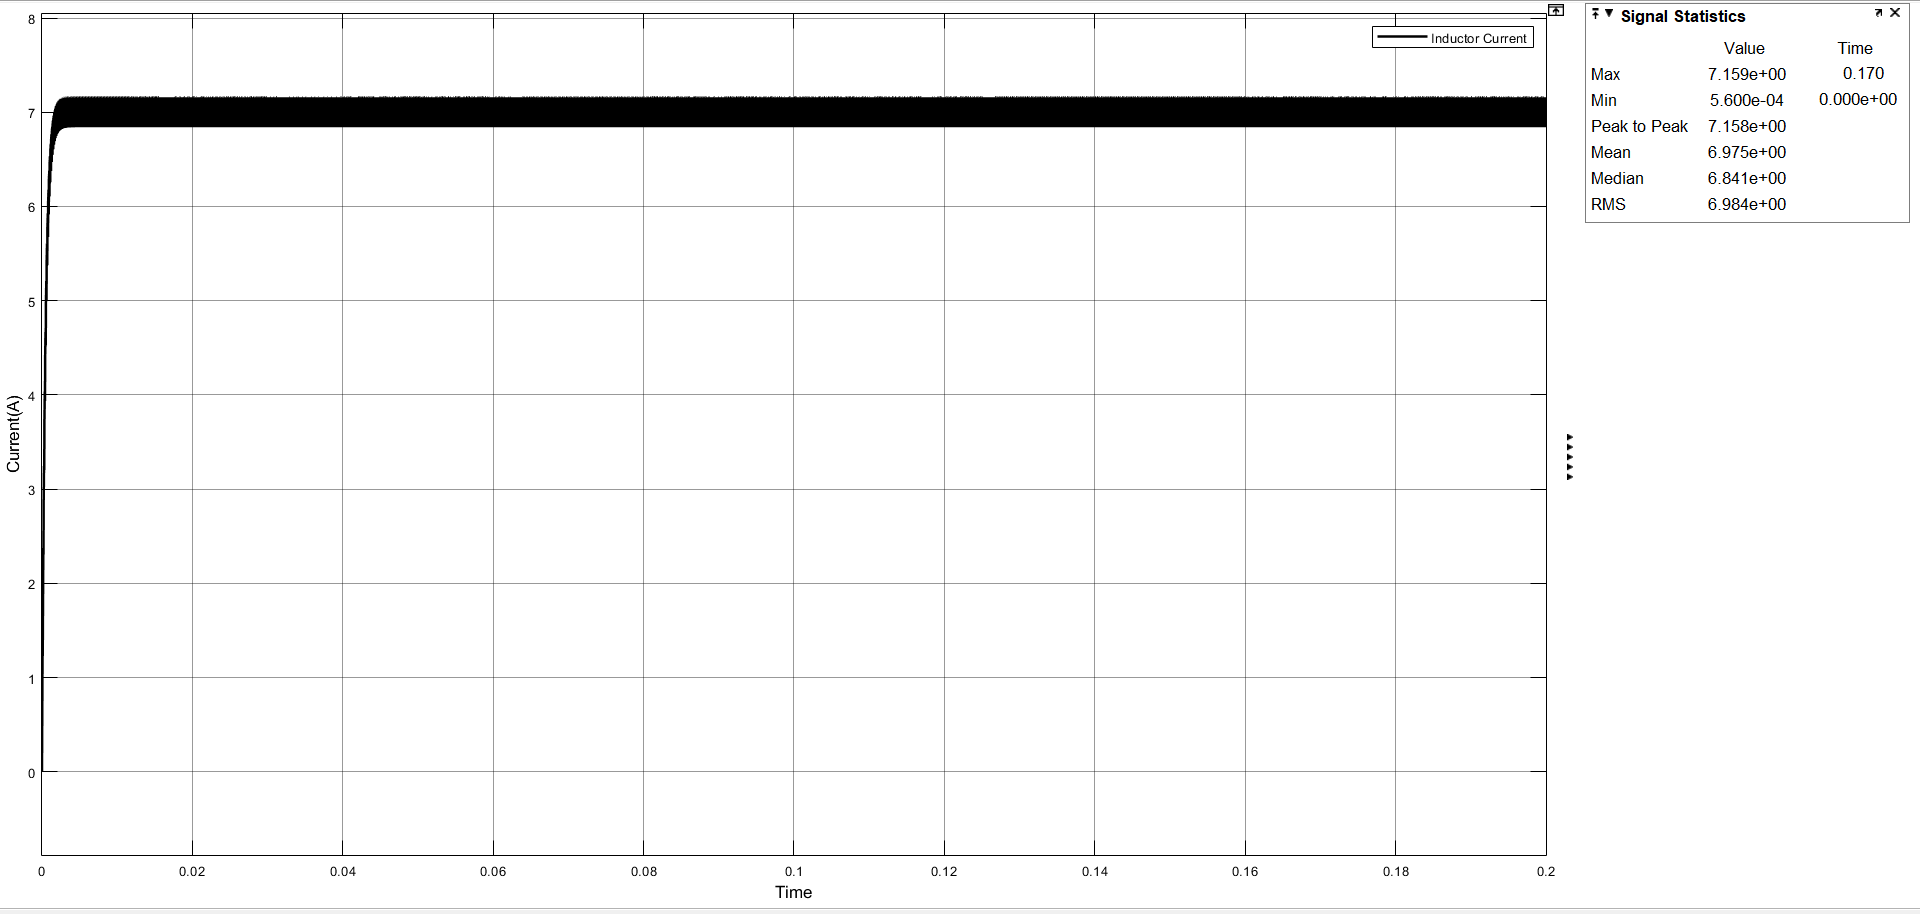 8
7
6
5
4
3
2
1
0
Current(A)
Inductor Current
0 0.02 0.04 0.06 0.08 0.1 0.12 0.14 0.16 0.18 0.2
Time
Signal Statistics
Value Time
Max 7.159e+00 0.170
Min 5.600e-04 0.000e+00
Peak to Peak 7.158e+00
Mean 6.975e+00
Median 6.841e+00
RMS 6.984e+00